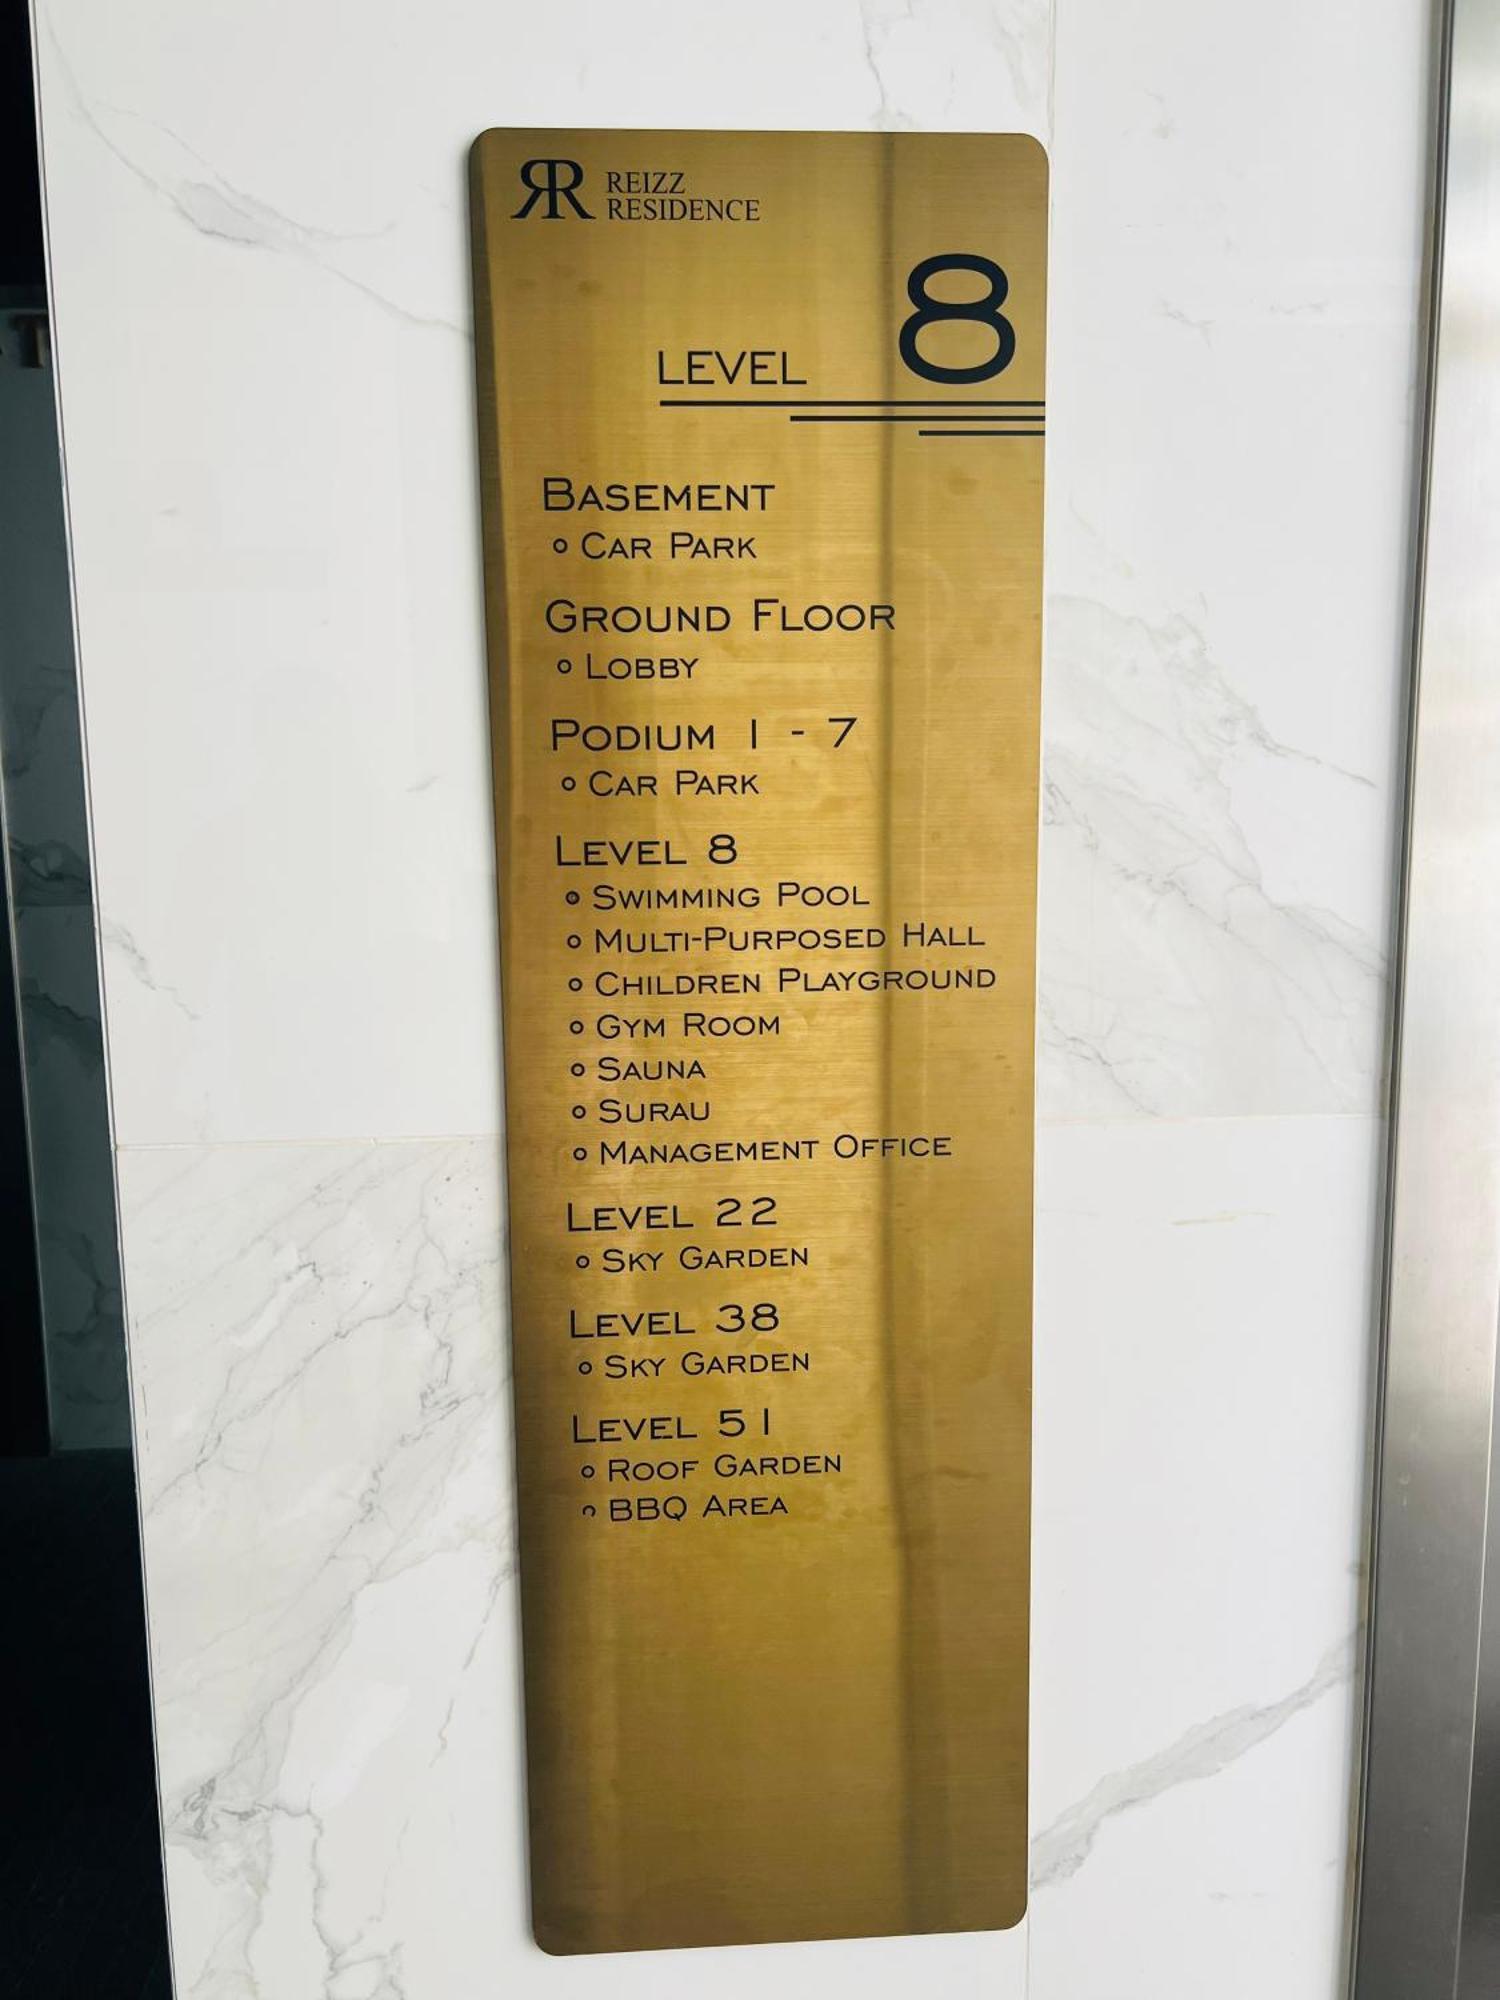 RR REIZZ
RESIDENCE
LEVEL 8
BASEMENT
CAR PARK
GROUND FLOOR
LOBBY
PODIUM 1 - 7
CAR PARK
LEVEL 8
SWIMMING POOL
MULTI-PURPOSED HALL
CHILDREN PLAYGROUND
GYM ROOM
SAUNA
SURAU
MANAGEMENT OFFICE
LEVEL 22
SKY GARDEN
LEVEL 38
SKY GARDEN
LEVEL 51
ROOF GARDEN
BBQ AREA